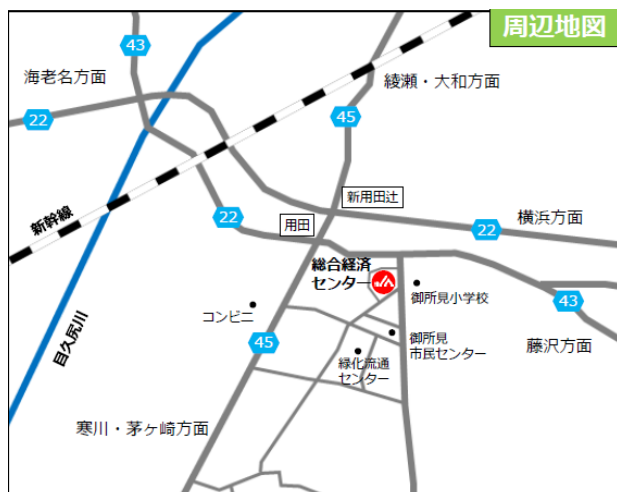 周辺地図
43
海老名方面
綾瀬・大和方面
22
45
新幹線
新用田辻
22
用田
横浜方面
22
総合経済
センター
御所見小学校
43
コンビニ
目久尻川
45
御所見
市民センター
藤沢方面
緑化流通
センター
寒川・茅ヶ崎方面